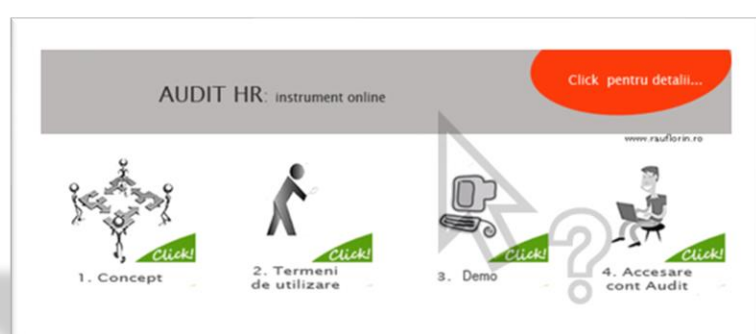 AUDIT HR: instrument online
Click pentru detalii...
www.rauflorin.ro
Click!
1. Concept
Click!
2. Termeni
de utilizare
Click!
3. Demo
Click!
4. Accesare
cont Audit